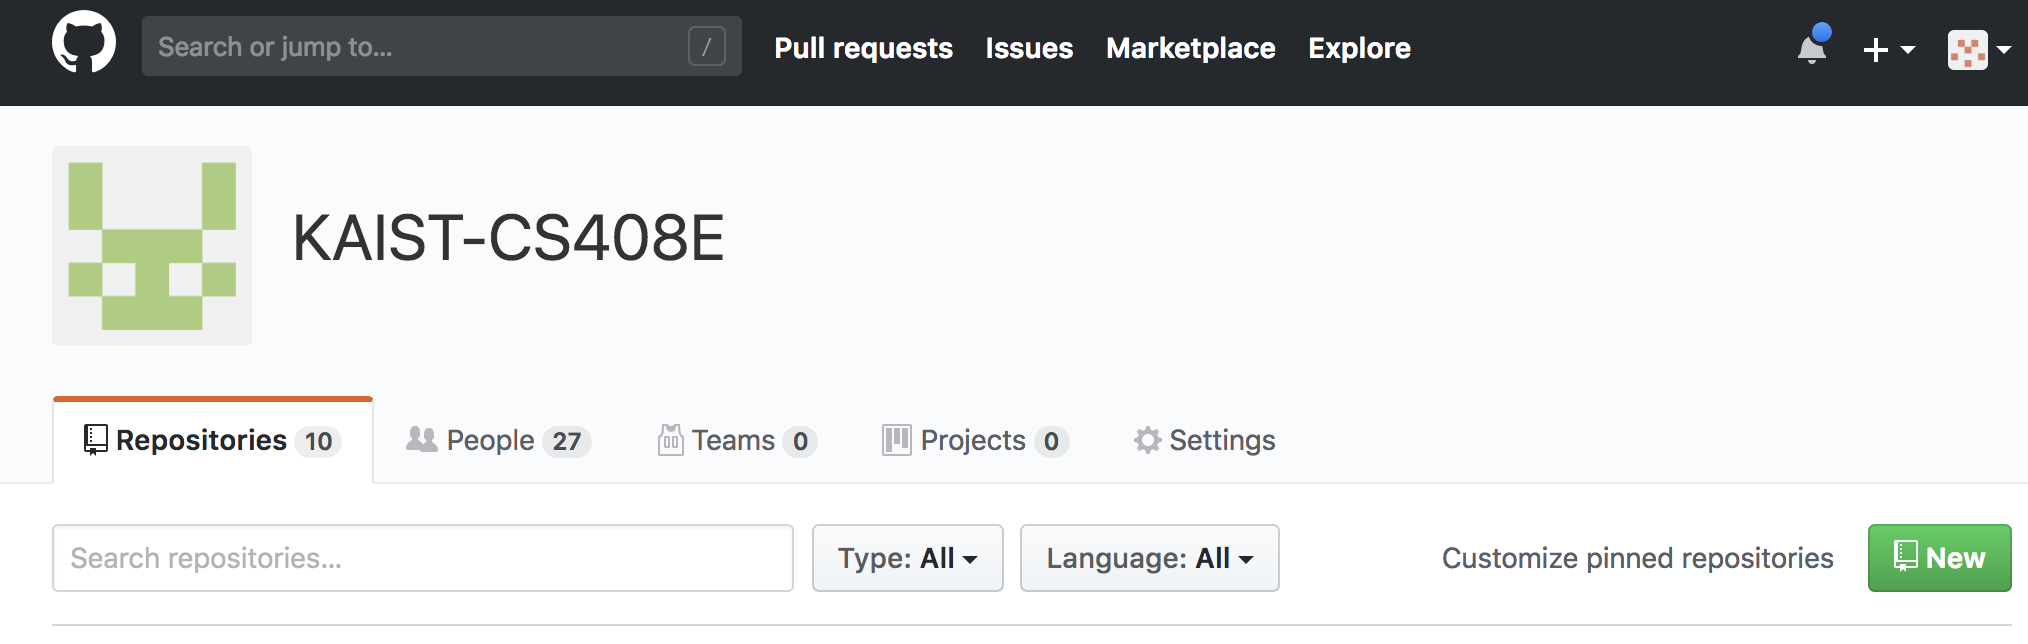 Search or jump to... / Pull requests Issues Marketplace Explore
KAIST-CS408E
Repositories 10 People 27 Teams 0 Projects 0 Settings
Search repositories... Type: All Language: All Customize pinned repositories New